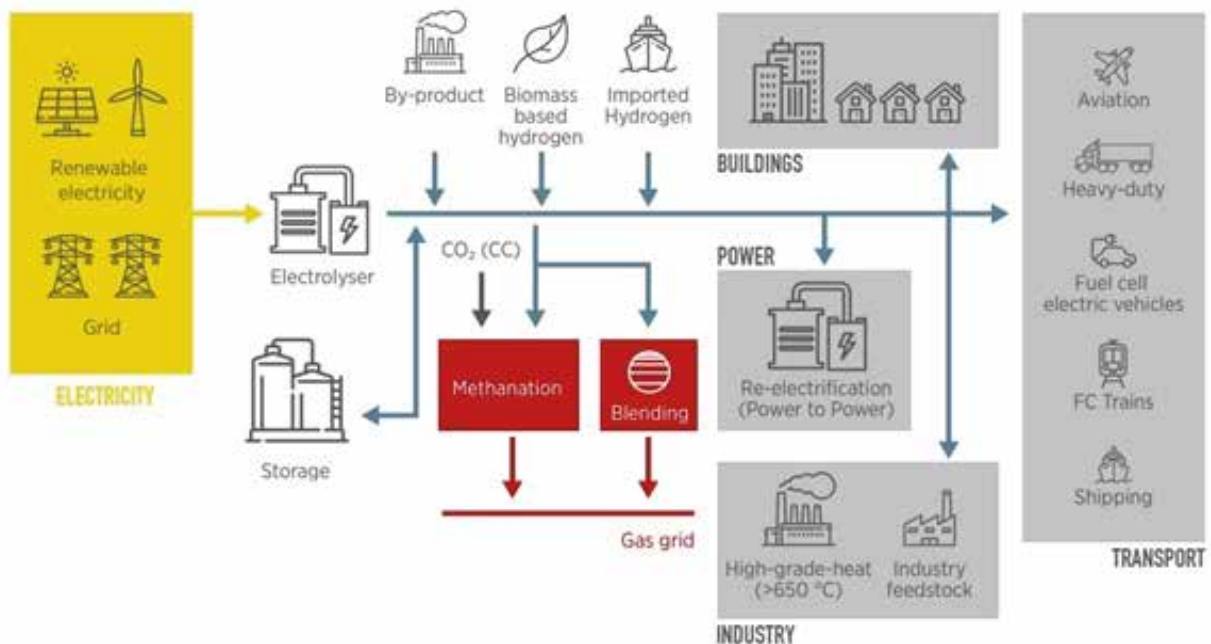 Renewable
electricity
Grid
ELECTRICITY
Electrolyser
Storage
By-product
Biomass
based
hydrogen
Imported
Hydrogen
CO₂ (CC)
Methanation
Blending
Gas grid
BUILDINGS
POWER
Re-electrification
(Power to Power)
High-grade-heat
(>650 °C)
Industry
feedstock
INDUSTRY
Aviation
Heavy-duty
Fuel cell
electric vehicles
FC Trains
Shipping
TRANSPORT